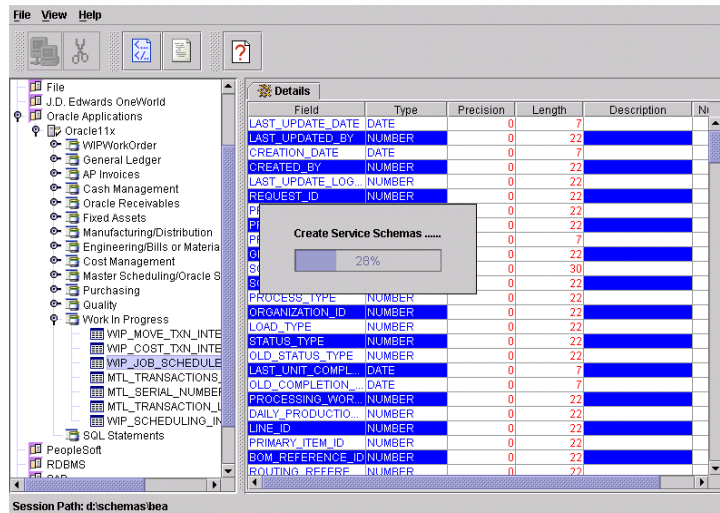 File View Help
File
J.D. Edwards OneWorld
Oracle Applications
Oracle11x
WIPWorkOrder
General Ledger
AP Invoices
Cash Management
Oracle Receivables
Fixed Assets
Manufacturing/Distribution
Engineering/Bills or Materia
Cost Management
Master Scheduling/Oracle S
Purchasing
Quality
Work In Progress
WIP_MOVE_TXN_INTE
WIP_COST_TXN_INTE
WIP_JOB_SCHEDULE
MTL_TRANSACTIONS_
MTL_SERIAL_NUMBER
MTL_TRANSACTION_L
WIP_SCHEDULING_IN
SQL Statements
PeopleSoft
RDBMS
Details
Field Type Precision Length Description
LAST_UPDATE_DATE DATE 0 7
LAST_UPDATED_BY NUMBER 0 22
CREATION_DATE DATE 0 7
CREATED_BY NUMBER 0 22
LAST_UPDATE_LOG... NUMBER 0 22
REQUEST_ID NUMBER 0 22
0 22
0 22
0 7
0 22
0 30
0 22
Create Service Schemas ......
28%
PROCESS_TYPE NUMBER 0 22
ORGANIZATION_ID NUMBER 0 22
LOAD_TYPE NUMBER 0 22
STATUS_TYPE NUMBER 0 22
OLD_STATUS_TYPE NUMBER 0 22
LAST_UNIT_COMPL... DATE 0 7
OLD_COMPLETION_... DATE 0 7
PROCESSING_WOR... NUMBER 0 22
DAILY_PRODUCTIO... NUMBER 0 22
LINE_ID NUMBER 0 22
PRIMARY_ITEM_ID NUMBER 0 22
BOM_REFERENCE_ID NUMBER 0 22
ROUTING_REFERE... NUMBER 0 22
Session Path: d:\schemas\bea